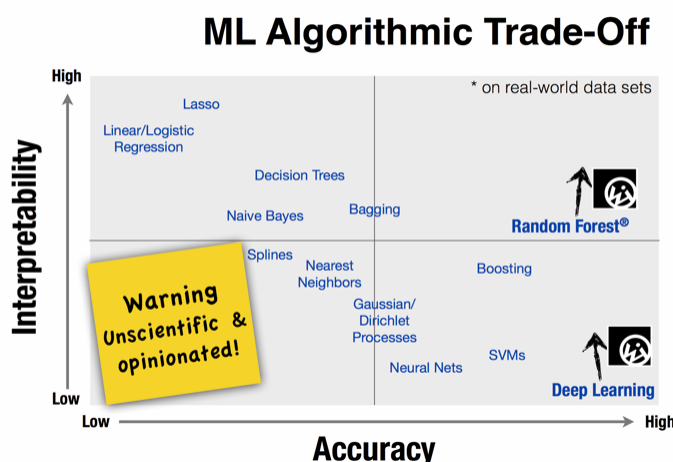 ML Algorithmic Trade-Off
High
* on real-world data sets
Lasso
Linear/Logistic
Regression
Decision Trees
Naive Bayes
Bagging
Random Forest®
Interpretability
Splines
Nearest
Neighbors
Boosting
Warning
Unscientific &
opinionated!
Gaussian/
Dirichlet
Processes
SVMs
Neural Nets
Deep Learning
Low
Low
High
Accuracy